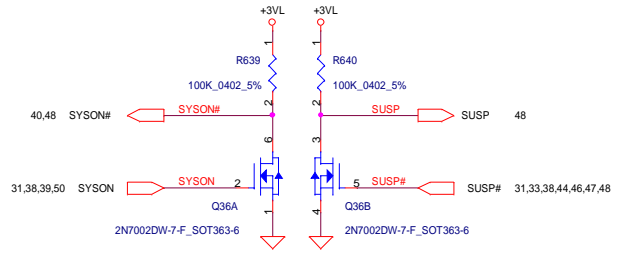 +3VL +3VL
1 1
R639 R640
100K_0402_5% 100K_0402_5%
2 2
40,48 SYSON# SYSON# SUSP SUSP 48
6 3
31,38,39,50 SYSON SYSON 2 5 SUSP# SUSP# 31,33,38,44,46,47,48
Q36A Q36B
1 4
2N7002DW-7-F_SOT363-6 2N7002DW-7-F_SOT363-6